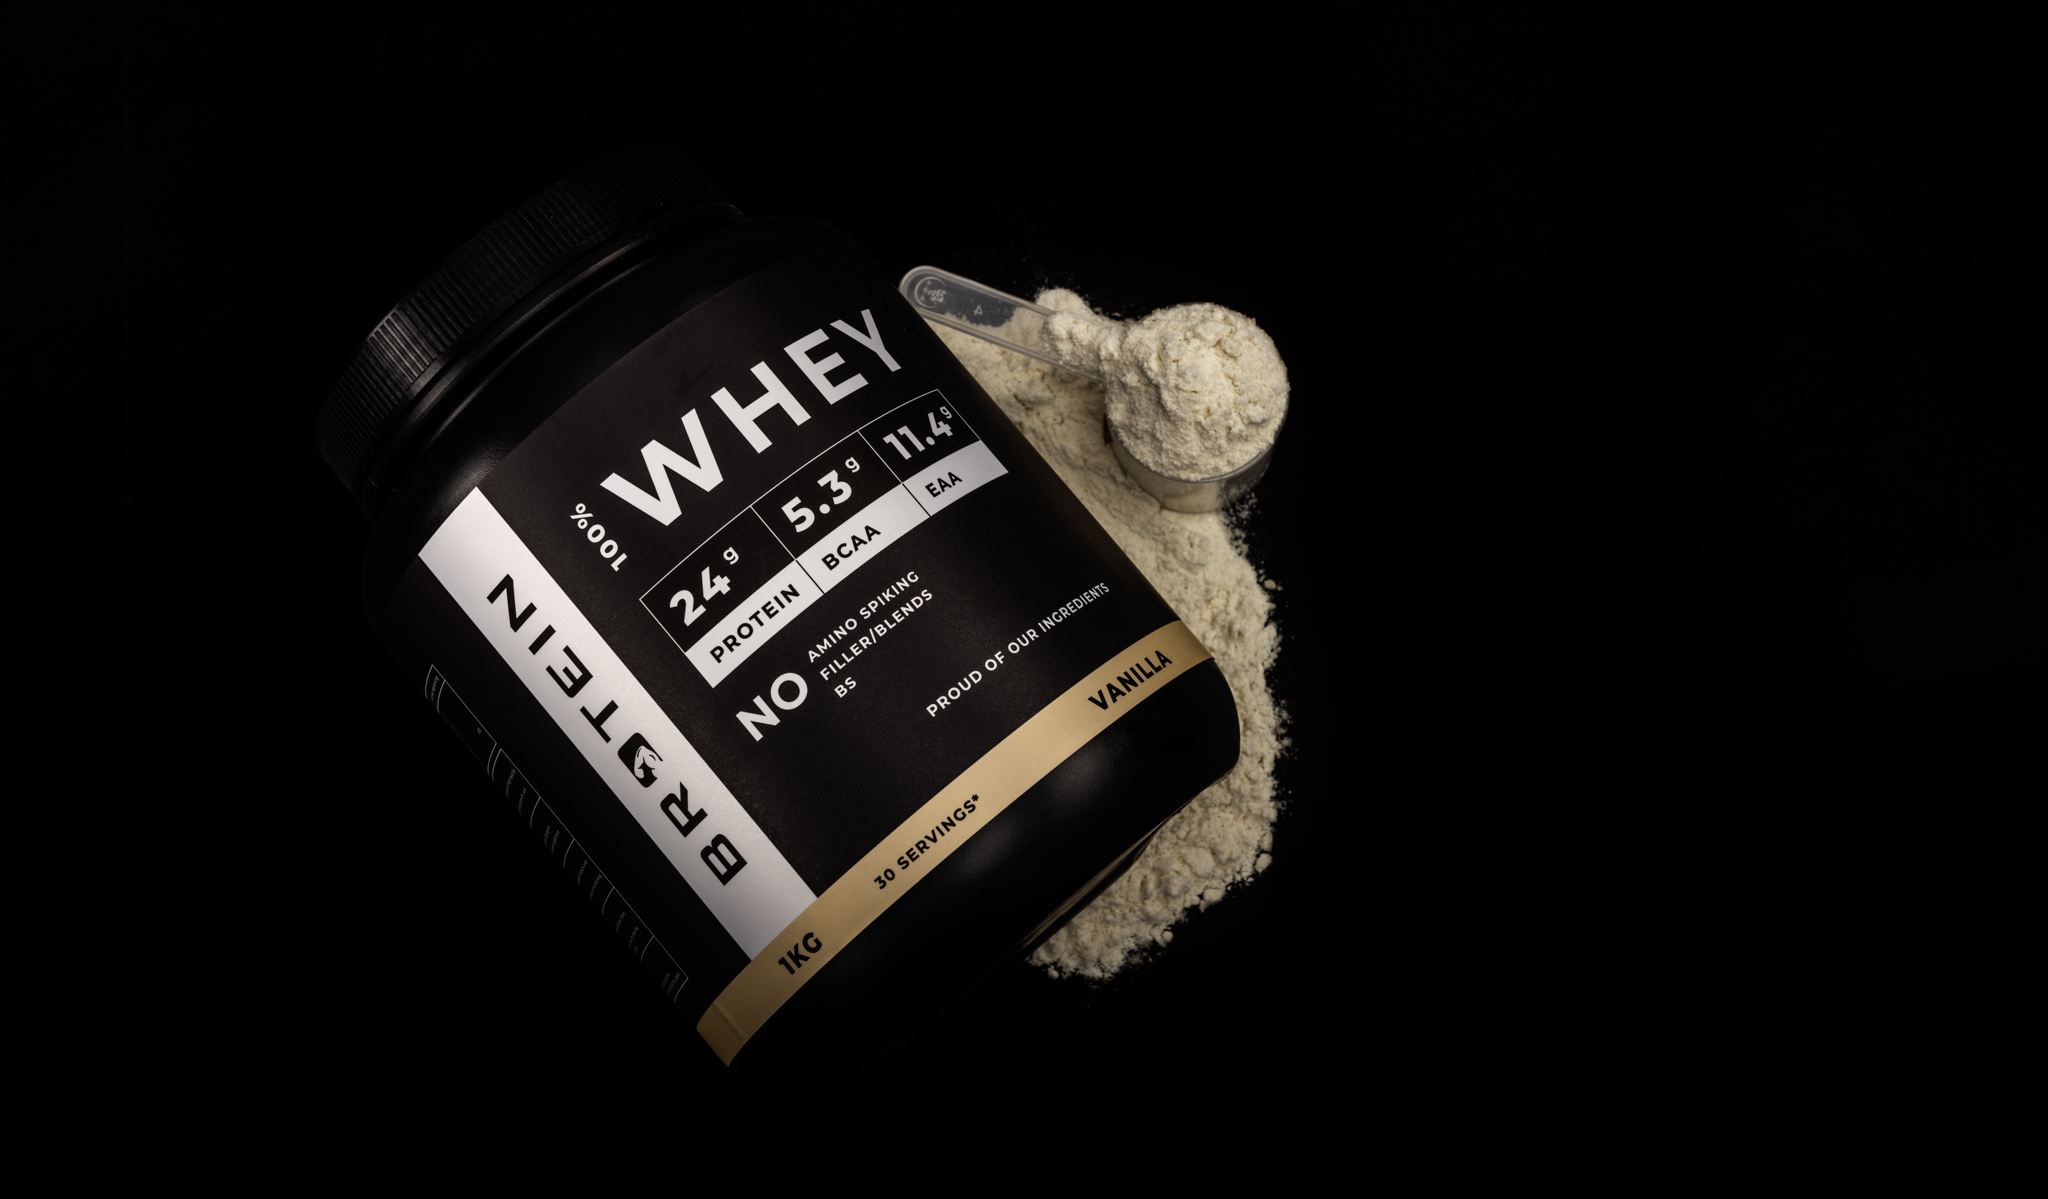 BROTEIN
100% WHEY
24g 5.3g 11.4g
PROTEIN BCAA EAA
NO
AMINO SPIKING
FILLER/BLENDS
BS
PROUD OF OUR INGREDIENTS
1KG 30 SERVINGS* VANILLA